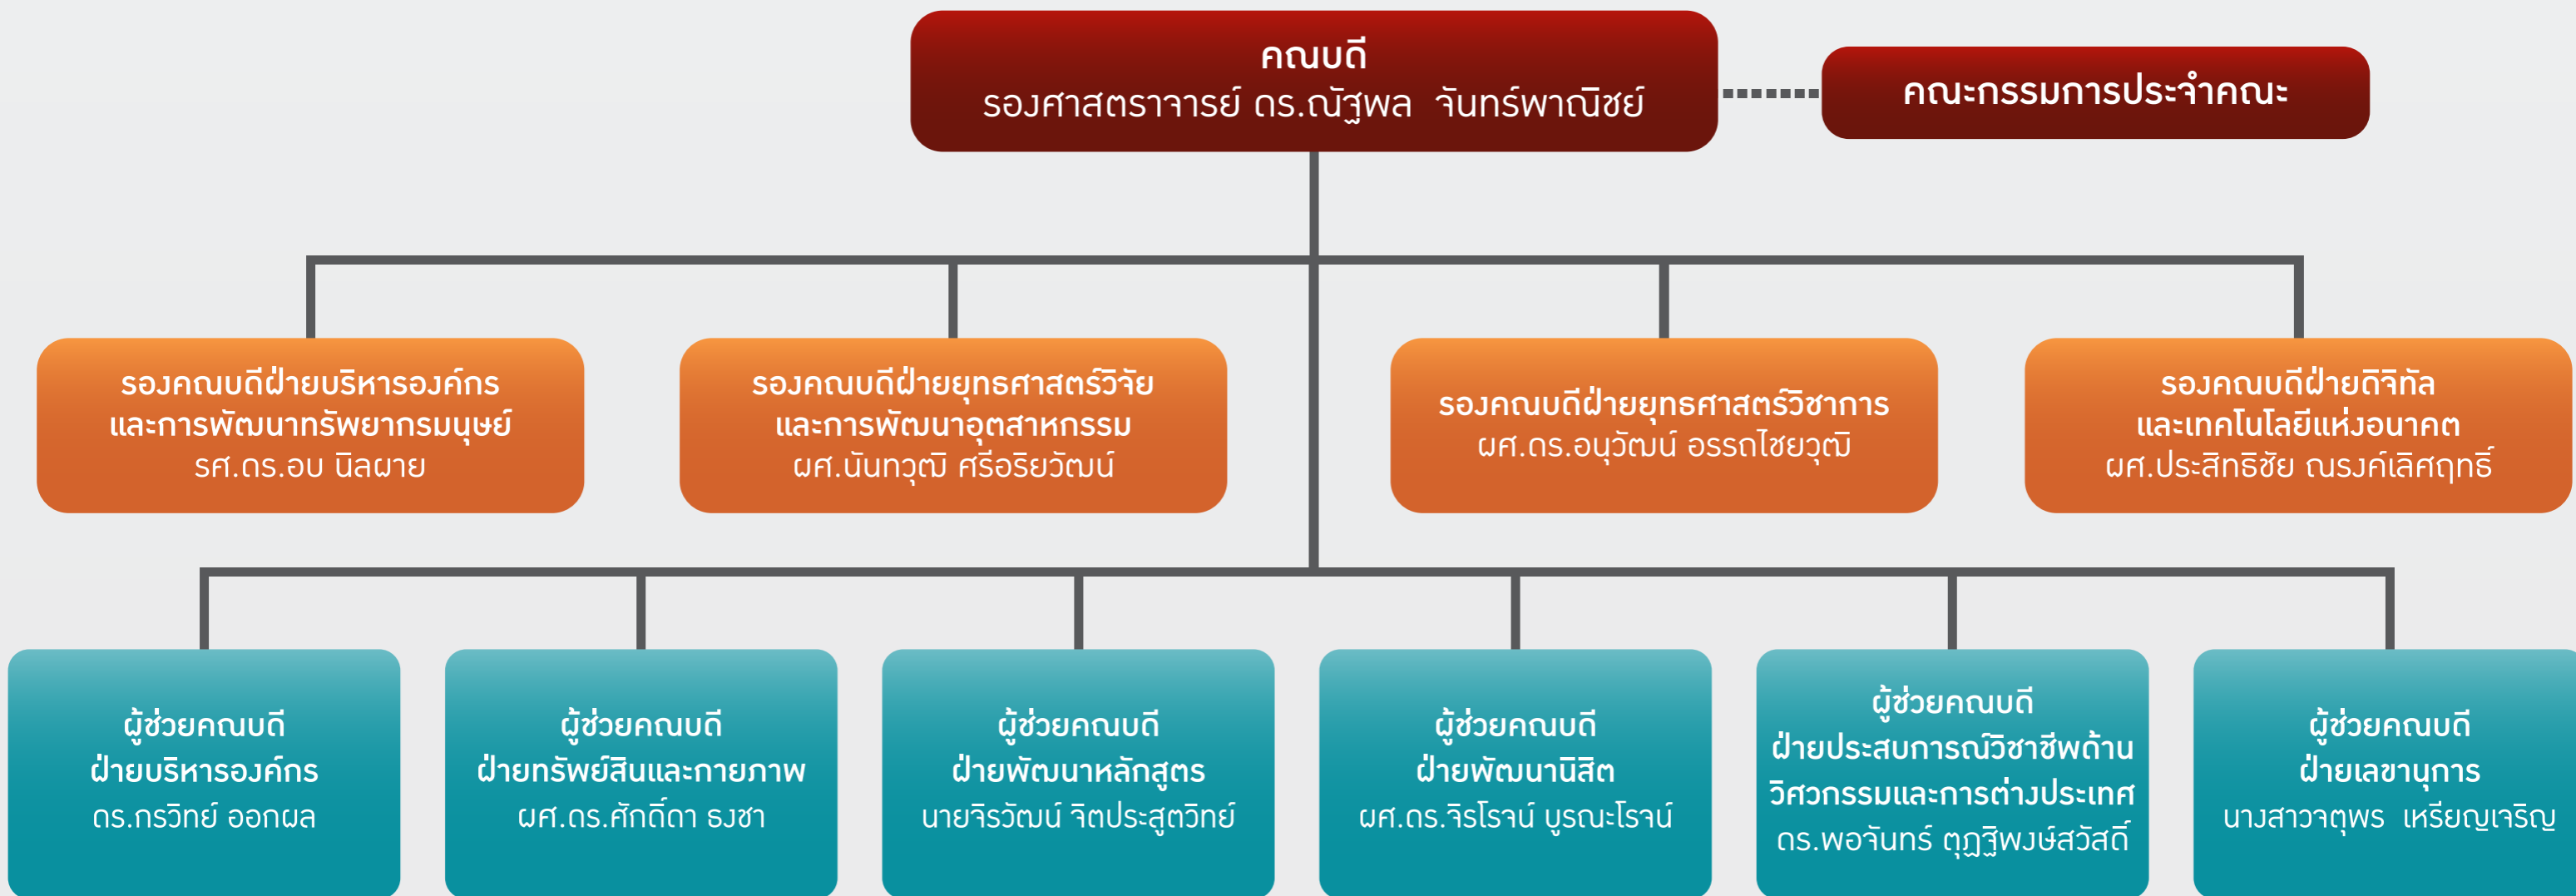 คณบดี
รองศาสตราจารย์ ดร.ณัฐพล จันทร์พาณิชย์
คณะกรรมการประจำคณะ
รองคณบดีฝ่ายบริหารองค์กร
และการพัฒนาทรัพยากรมนุษย์
รศ.ดร.อบ นิลผาย
รองคณบดีฝ่ายยุทธศาสตร์วิจัย
และการพัฒนาอุตสาหกรรม
ผศ.นันทวุฒิ ศรีอริยวัฒน์
รองคณบดีฝ่ายยุทธศาสตร์วิชาการ
ผศ.ดร.อนุวัฒน์ อรรถไชยวุฒิ
รองคณบดีฝ่ายดิจิทัล
และเทคโนโลยีแห่งอนาคต
ผศ.ประสิทธิชัย ณรงค์เลิศฤทธิ์
ผู้ช่วยคณบดี
ฝ่ายบริหารองค์กร
ดร.กรวิทย์ ออกผล
ผู้ช่วยคณบดี
ฝ่ายทรัพย์สินและกายภาพ
ผศ.ดร.ศักดิ์ดา ธงชา
ผู้ช่วยคณบดี
ฝ่ายพัฒนาหลักสูตร
นายจิรวัฒน์ จิตประสูตวิทย์
ผู้ช่วยคณบดี
ฝ่ายพัฒนานิสิต
ผศ.ดร.จิรโรจน์ บูรณะโรจน์
ผู้ช่วยคณบดี
ฝ่ายประสบการณ์วิชาชีพด้าน
วิศวกรรมและการต่างประเทศ
ดร.พอจันทร์ ตุฏฐิพงษ์สวัสดิ์
ผู้ช่วยคณบดี
ฝ่ายเลขานุการ
นางสาวจตุพร เหรียญเจริญ